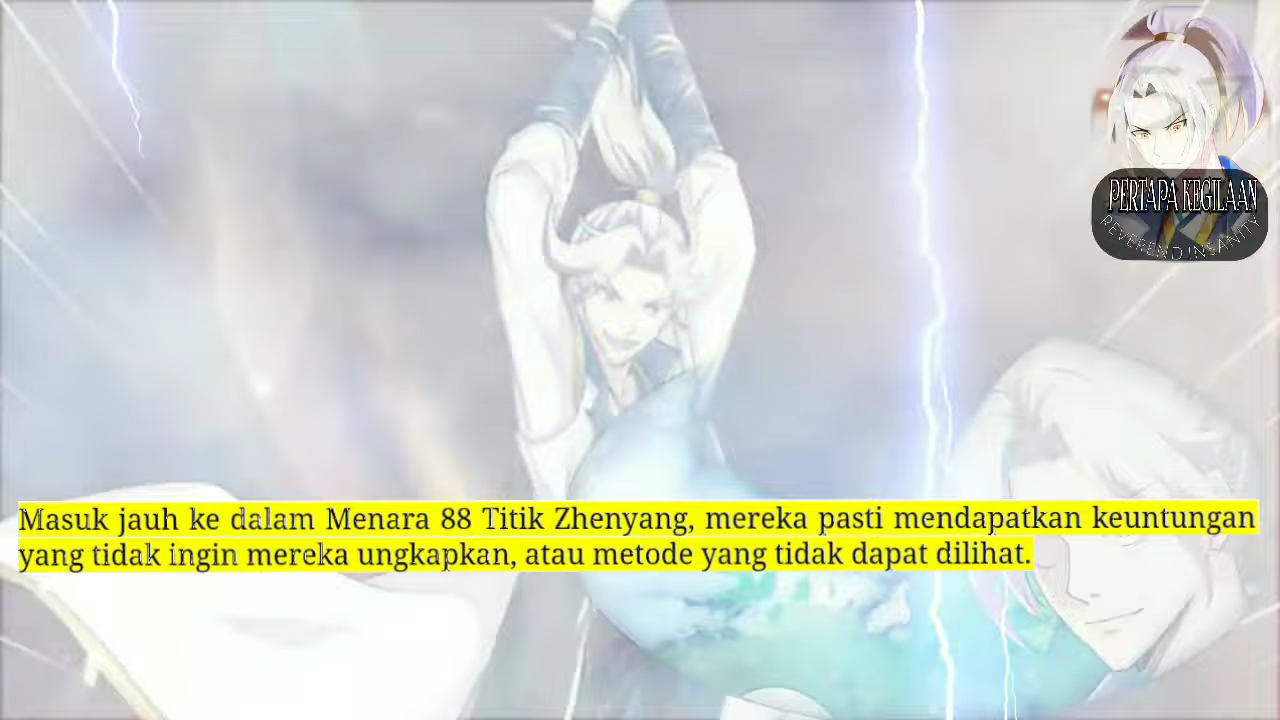 PERTAPA KEGILAAN
REVEREND INSANITY
Masuk jauh ke dalam Menara 88 Titik Zhenyang, mereka pasti mendapatkan keuntungan
yang tidak ingin mereka ungkapkan, atau metode yang tidak dapat dilihat.